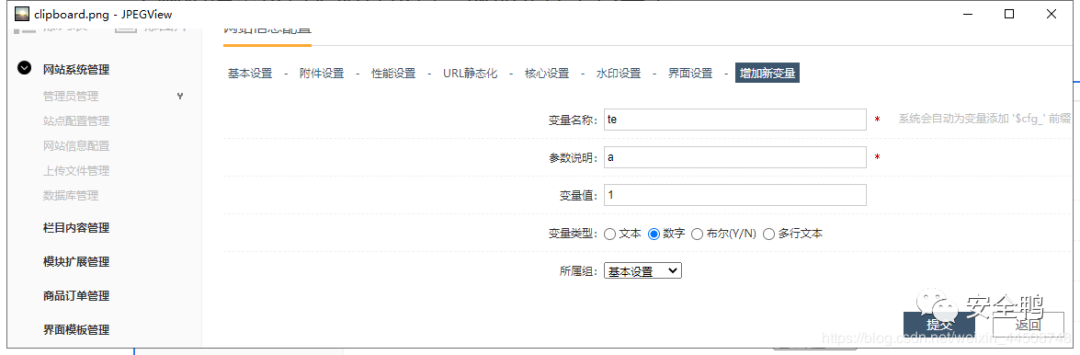 clipboard.png - JPEGView
网站信息配置
网站系统管理
基本设置 - 附件设置 - 性能设置 - URL静态化 - 核心设置 - 水印设置 - 界面设置 - 增加新变量
管理员管理
站点配置管理
变量名称: te * 系统会自动为变量添加 '$cfg_' 前缀
网站信息配置
参数说明: a *
上传文件管理
数据库管理
变量值: 1
栏目内容管理
变量类型: 文本 数字 布尔(Y/N) 多行文本
模块扩展管理
所属组: 基本设置
商品订单管理
安全鸭
界面模板管理
提交 返回